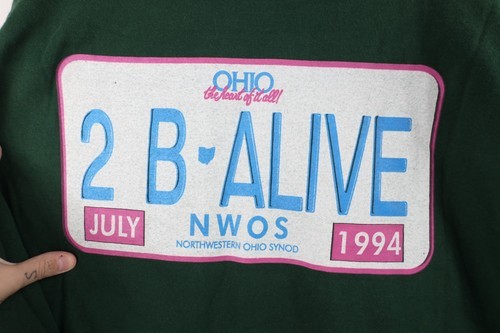 OHIO
the heart of it all!
2 B ALIVE
JULY
NWOS
NORTHWESTERN OHIO SYNOD
1994